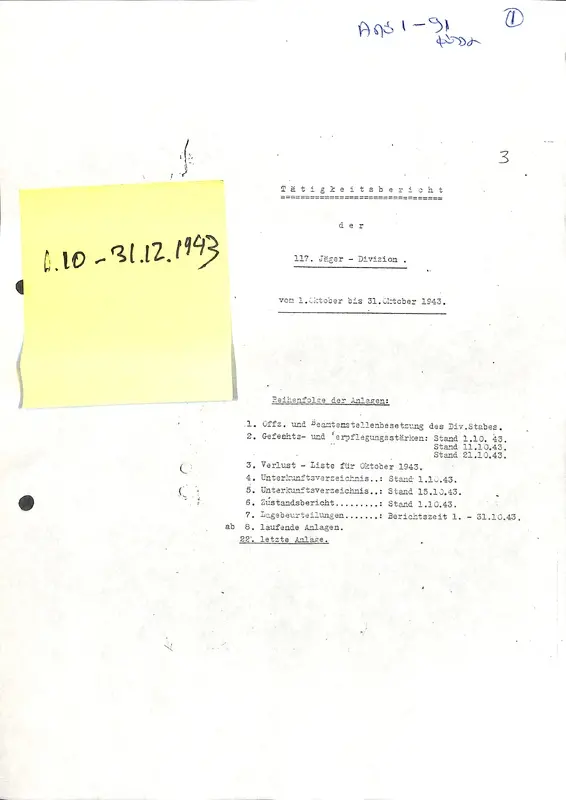 1 - 91
1
3
Tätigkeitsbericht
der
117. Jäger - Division .
vom 1.Oktober bis 31.Oktober 1943.
1.10 - 31.12.1943
Reihenfolge der Anlagen:
1. Offz. und Beamtenstellenbesetzung des Div.Stabes.
2. Gefechts- und Verpflegungsstärken: Stand 1.10. 43.
Stand 11.10.43.
Stand 21.10.43.
3. Verlust - Liste für Oktober 1943.
4. Unterkunftsverzeichnis..: Stand 1.10.43.
5. Unterkunftsverzeichnis..: Stand 15.10.43.
6. Zustandsbericht.........: Stand 1.10.43.
7. Lagebeurteilungen.......: Berichtszeit 1. - 31.10.43.
ab 8. laufende Anlagen.
22. letzte Anlage.